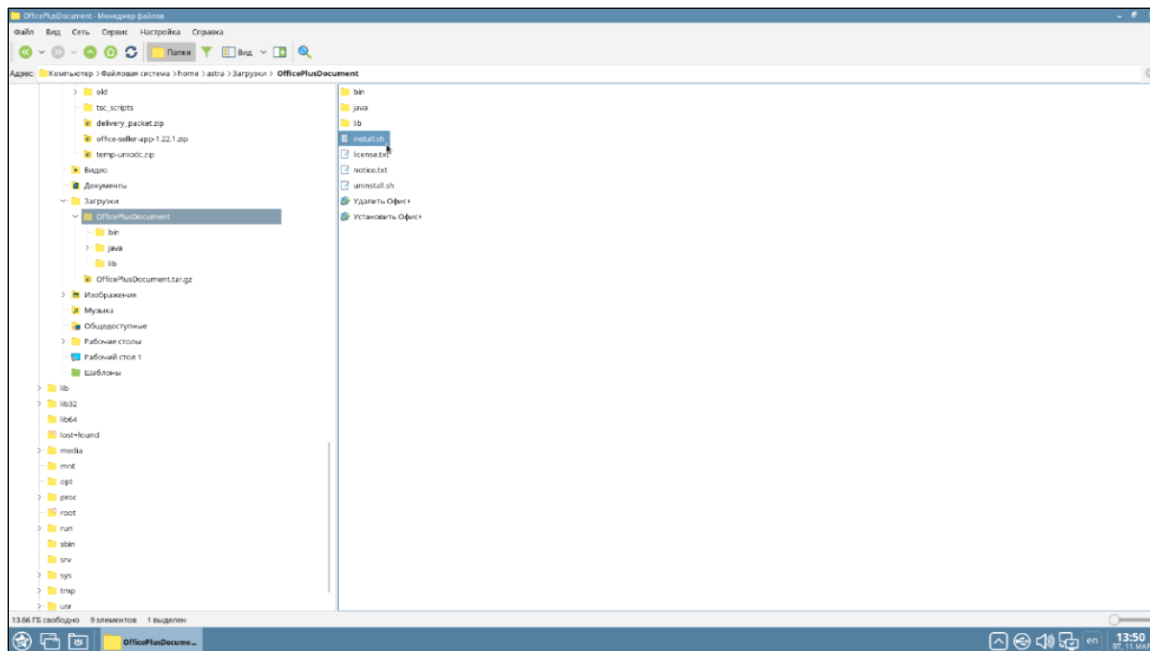 OfficePlusDocument - Менеджер файлов
Файл Вид Сеть Сервис Настройка Справка
Папки Вид
Адрес: Компьютер > Файловая система > home > astra > Загрузки > OfficePlusDocument
old
tsc_scripts
delivery_packet.zip
office-seller-app-1.22.1.zip
temp-uniodc.zip
Видео
Документы
Загрузки
OfficePlusDocument
bin
java
lib
OfficePlusDocument.tar.gz
Изображения
Музыка
Общедоступные
Рабочие столы
Рабочий стол 1
Шаблоны
lib
lib32
lib64
lost+found
media
mnt
opt
proc
root
run
sbin
srv
sys
tmp
usr
bin
java
lib
install.sh
license.txt
notice.txt
uninstall.sh
Удалить Офис+
Установить Офис+
13.66 ГБ свободно 9 элементов 1 выделен
OfficePlusDocume...
en
13:50
ВТ, 11 МАР